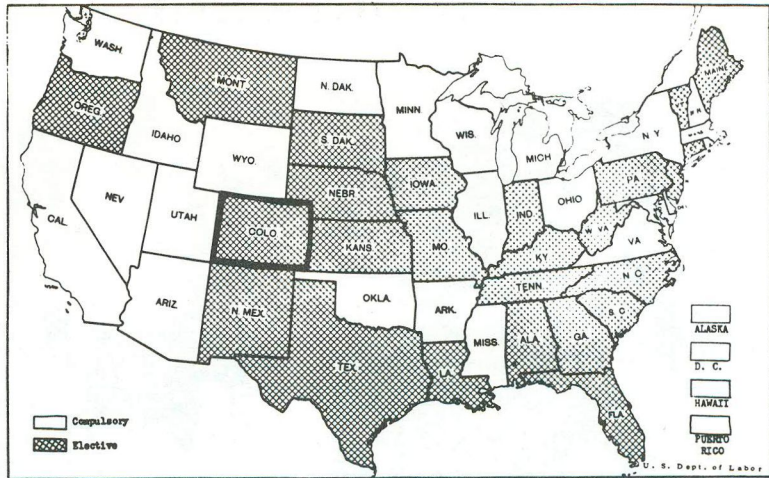 WASH.
MONT.
N. DAK.
MINN.
MAINE
OREG.
IDAHO
S. DAK.
WIS.
MICH
N Y
WYO.
IOWA
PA
NEBR
NEV
UTAH
COLO
ILL.
IND
OHIO
W VA
VA
CAL.
KANS.
MO.
KY
N C
TENN.
ARIZ.
N. MEX.
OKLA.
ARK.
S C
ALASKA
MISS.
ALA.
GA.
D. C.
TEX.
LA.
HAWAII
FLA.
Compulsory
Elective
PUERTO
RICO
U. S. Dept. of Labor